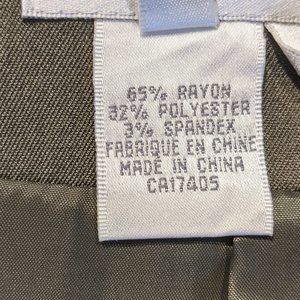 65% RAYON
32% POLYESTER
3% SPANDEX
FABRIQUE EN CHINE
MADE IN CHINA
CA17405